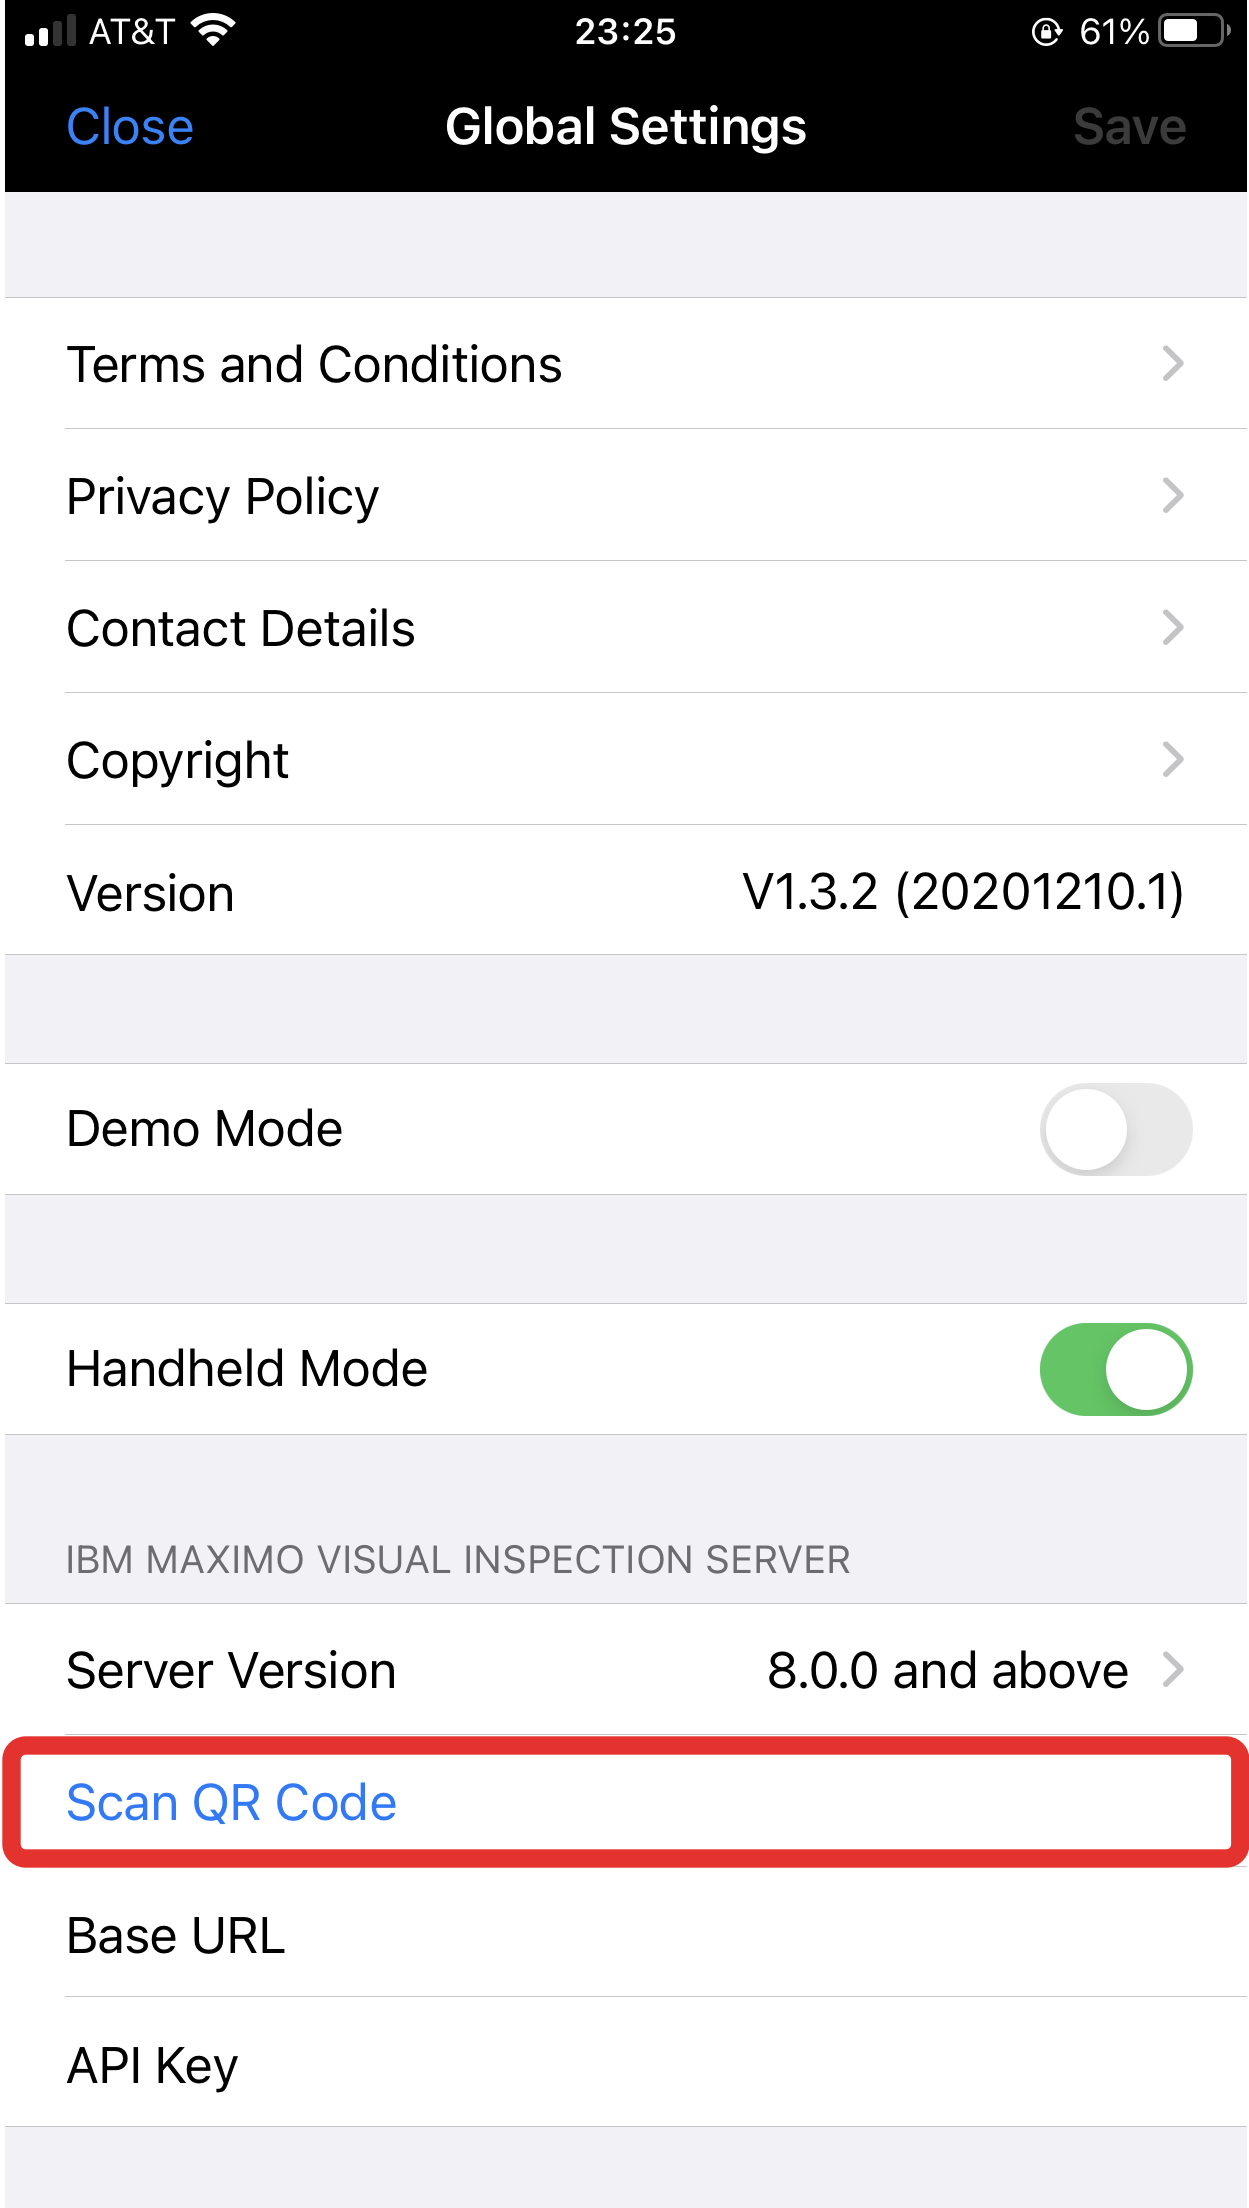 AT&T 23:25 61%
Close Global Settings Save
Terms and Conditions
Privacy Policy
Contact Details
Copyright
Version V1.3.2 (20201210.1)
Demo Mode
Handheld Mode
IBM MAXIMO VISUAL INSPECTION SERVER
Server Version 8.0.0 and above
Scan QR Code
Base URL
API Key